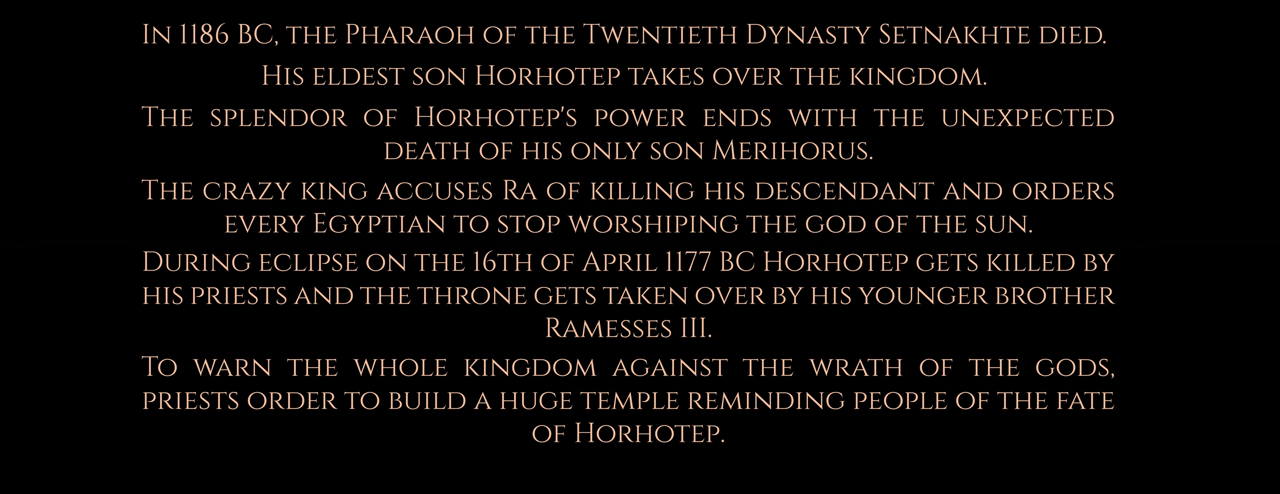 In 1186 BC, the Pharaoh of the Twentieth Dynasty Setnakhte died.
His eldest son Horhotep takes over the kingdom.
The splendor of Horhotep's power ends with the unexpected
death of his only son Merihorus.
The crazy king accuses Ra of killing his descendant and orders
every Egyptian to stop worshiping the god of the sun.
During eclipse on the 16th of April 1177 BC Horhotep gets killed by
his priests and the throne gets taken over by his younger brother
Ramesses III.
To warn the whole kingdom against the wrath of the gods,
priests order to build a huge temple reminding people of the fate
of Horhotep.